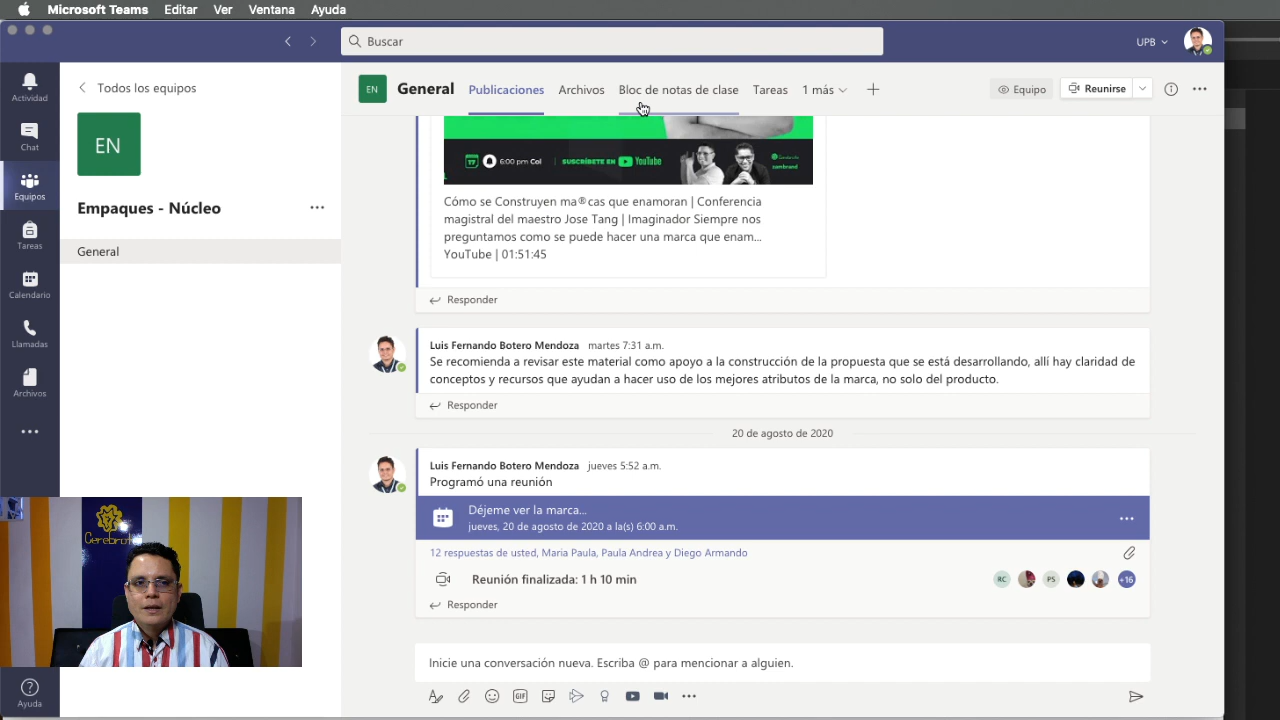 Microsoft Teams Editar Ver Ventana Ayuda
Buscar
UPB
Actividad
Chat
Equipos
Tareas
Calendario
Llamadas
Archivos
Ayuda
Todos los equipos
EN
Empaques - Núcleo
General
EN General Publicaciones Archivos Bloc de notas de clase Tareas 1 más
Equipo Reunirse
6:00 pm Col SUSCRÍBETE EN YouTube
Cómo se Construyen ma®cas que enamoran | Conferencia
magistral del maestro Jose Tang | Imaginador Siempre nos
preguntamos como se puede hacer una marca que enam...
YouTube | 01:51:45
Responder
Luis Fernando Botero Mendoza martes 7:31 a.m.
Se recomienda a revisar este material como apoyo a la construcción de la propuesta que se está desarrollando, allí hay claridad de
conceptos y recursos que ayudan a hacer uso de los mejores atributos de la marca, no solo del producto.
Responder
20 de agosto de 2020
Luis Fernando Botero Mendoza jueves 5:52 a.m.
Programó una reunión
Déjeme ver la marca...
jueves, 20 de agosto de 2020 a la(s) 6:00 a.m.
12 respuestas de usted, Maria Paula, Paula Andrea y Diego Armando
Reunión finalizada: 1 h 10 min
RC PS +16
Responder
Inicie una conversación nueva. Escriba @ para mencionar a alguien.
GIF